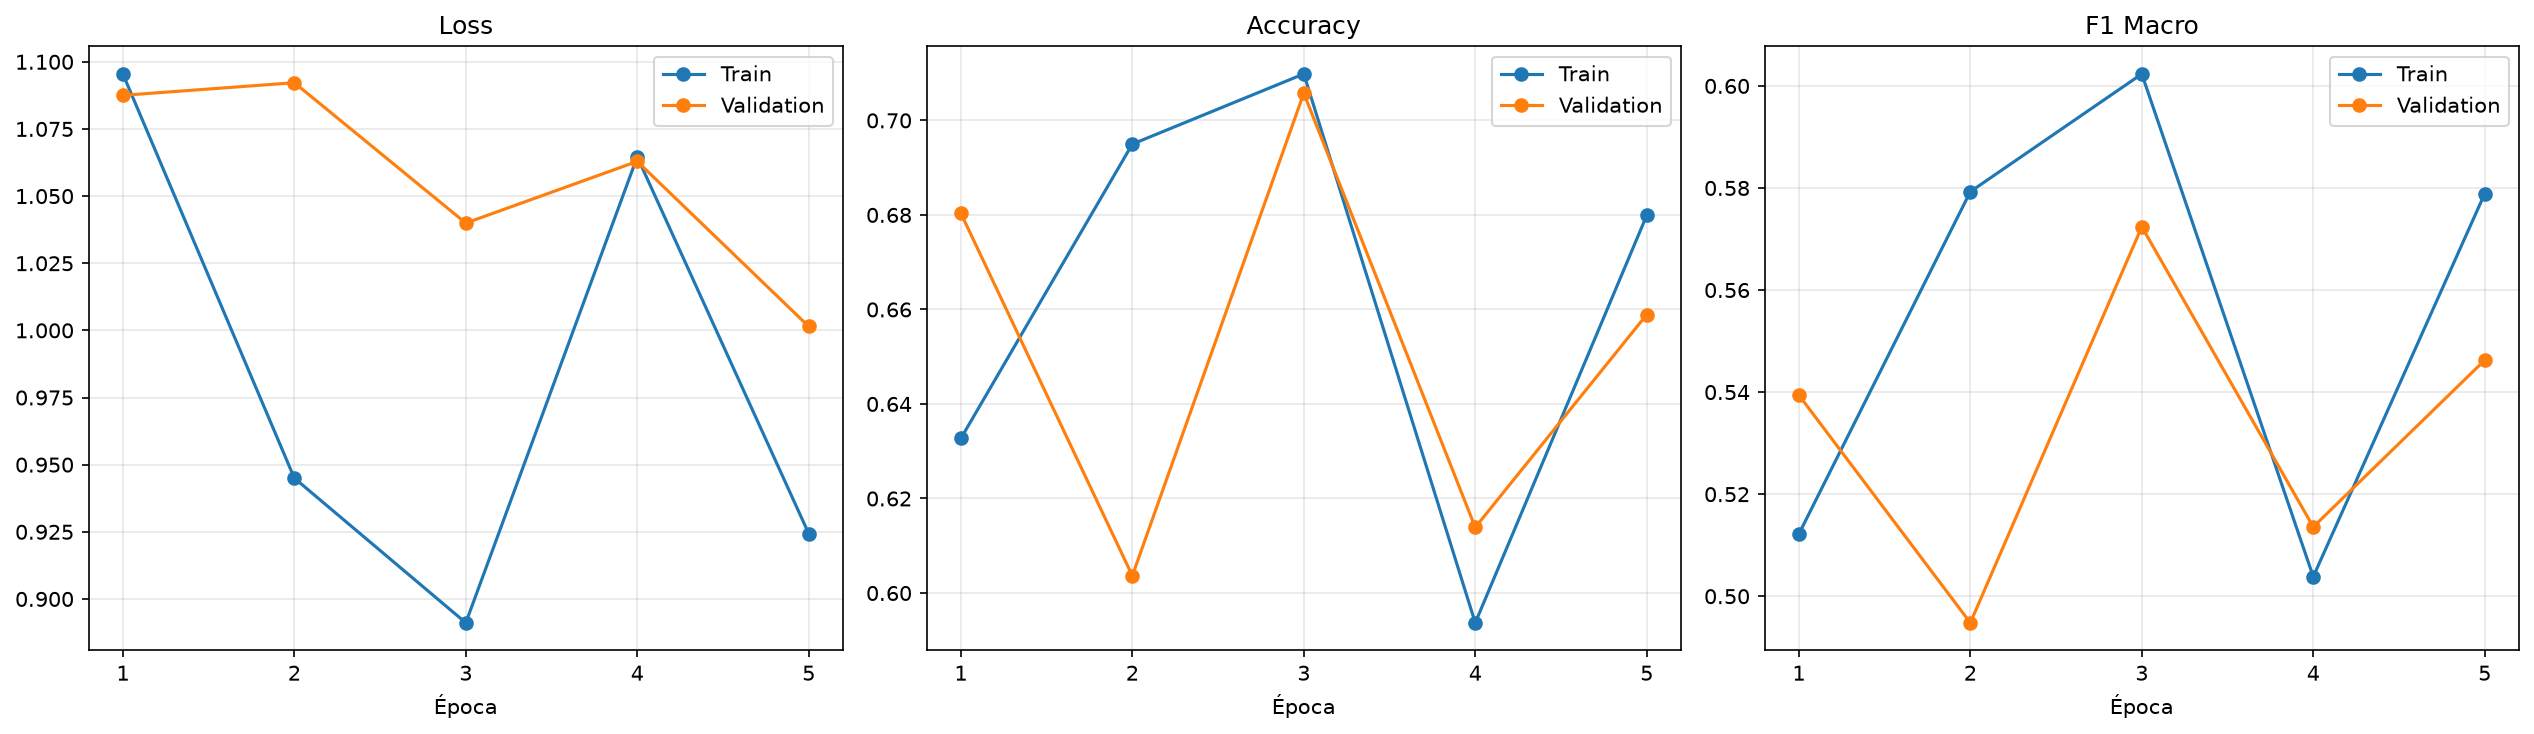 Loss
1.100
1.075
1.050
1.025
1.000
0.975
0.950
0.925
0.900
1 2 3 4 5
Época
Train
Validation
Accuracy
0.70
0.68
0.66
0.64
0.62
0.60
1 2 3 4 5
Época
Train
Validation
F1 Macro
0.60
0.58
0.56
0.54
0.52
0.50
1 2 3 4 5
Época
Train
Validation